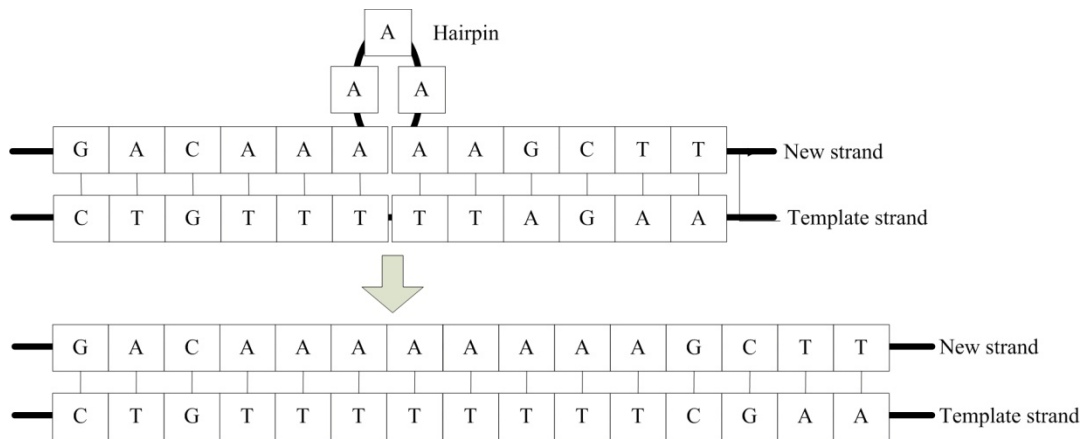 A Hairpin
A A
G A C A A A A A G C T T New strand
C T G T T T T T A G A A Template strand
G A C A A A A A A A A G C T T New strand
C T G T T T T T T T T C G A A Template strand